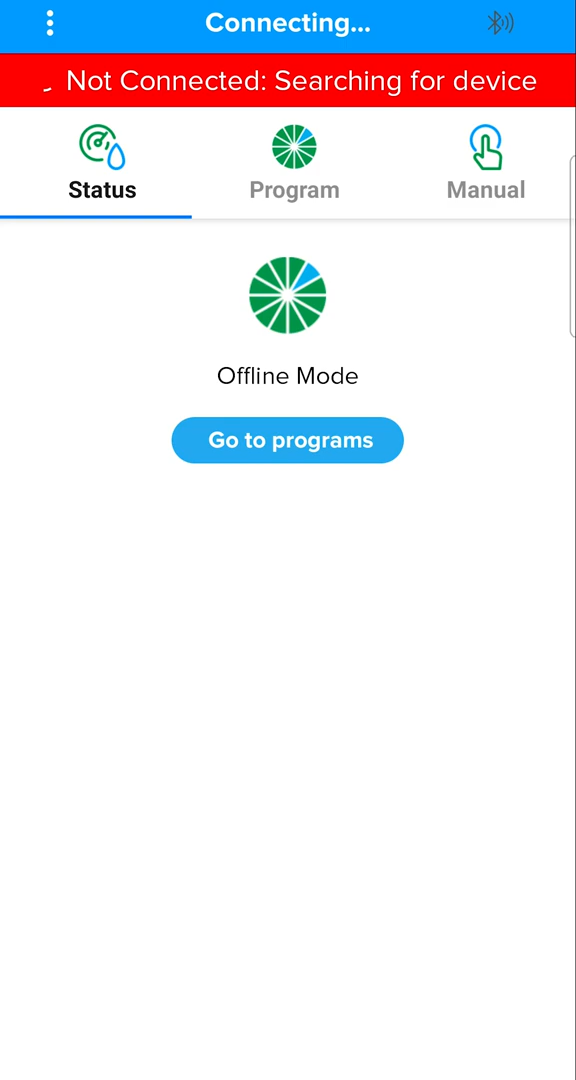 Connecting...
Not Connected: Searching for device
Status
Program
Manual
Offline Mode
Go to programs